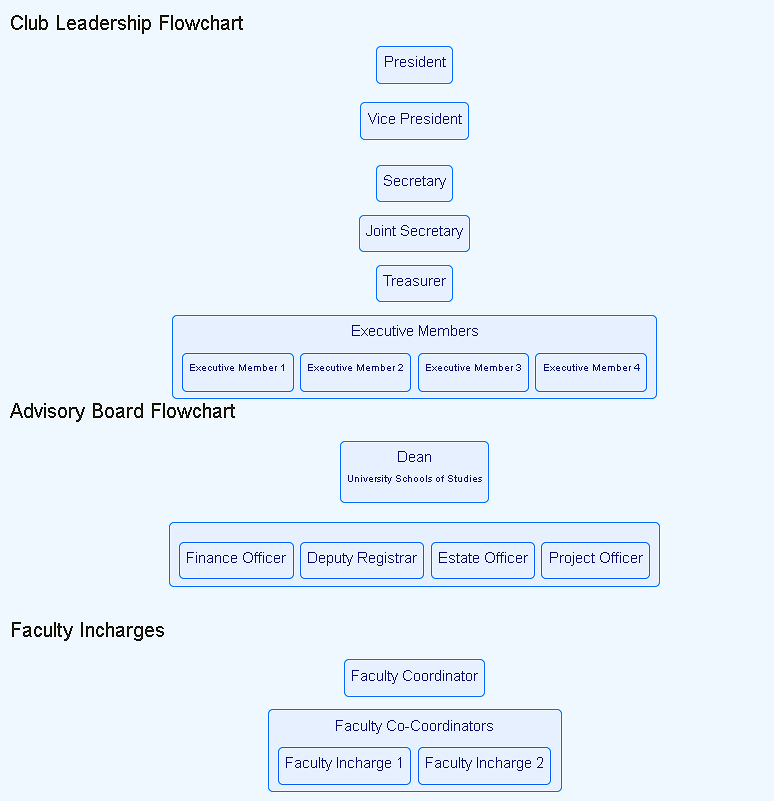 Club Leadership Flowchart
President
Vice President
Secretary
Joint Secretary
Treasurer
Executive Members
Executive Member 1 Executive Member 2 Executive Member 3 Executive Member 4
Advisory Board Flowchart
Dean
University Schools of Studies
Finance Officer Deputy Registrar Estate Officer Project Officer
Faculty Incharges
Faculty Coordinator
Faculty Co-Coordinators
Faculty Incharge 1 Faculty Incharge 2